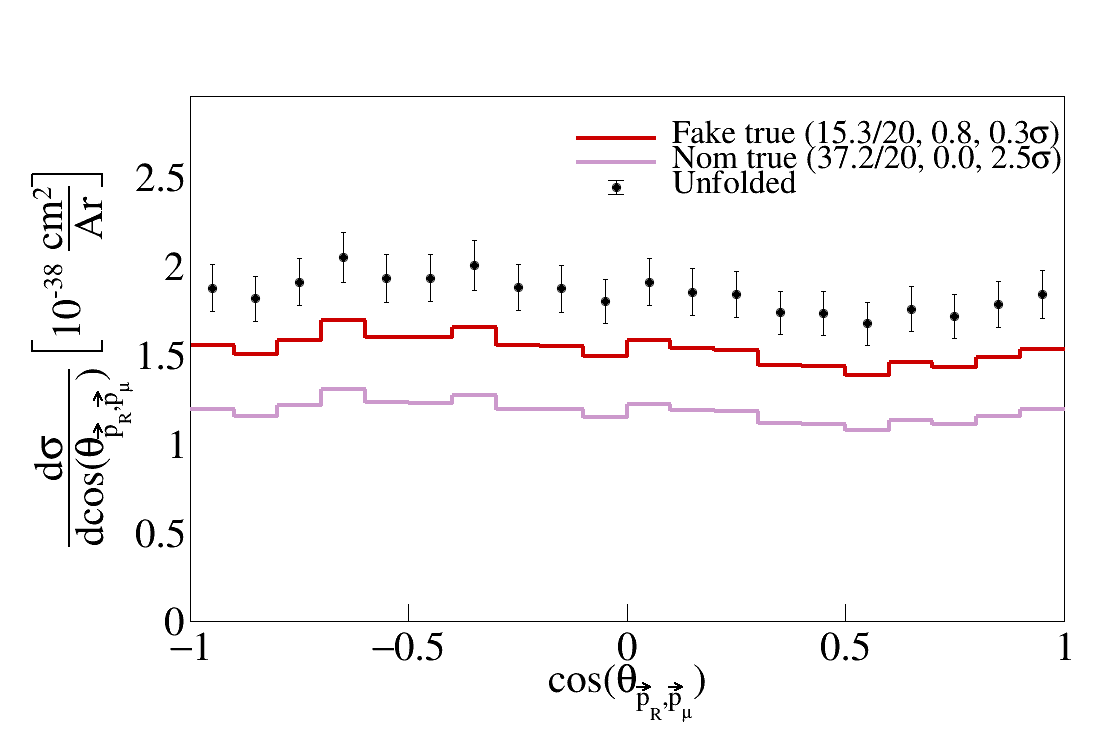 Fake true (15.3/20, 0.8, 0.3σ)
Nom true (37.2/20, 0.0, 2.5σ)
Unfolded
dσ
dcos(θp⃗R,p⃗μ)
[10-38 cm2
Ar]
2.5
2
1.5
1
0.5
0
−1
−0.5
0
0.5
1
cos(θp⃗R,p⃗μ)